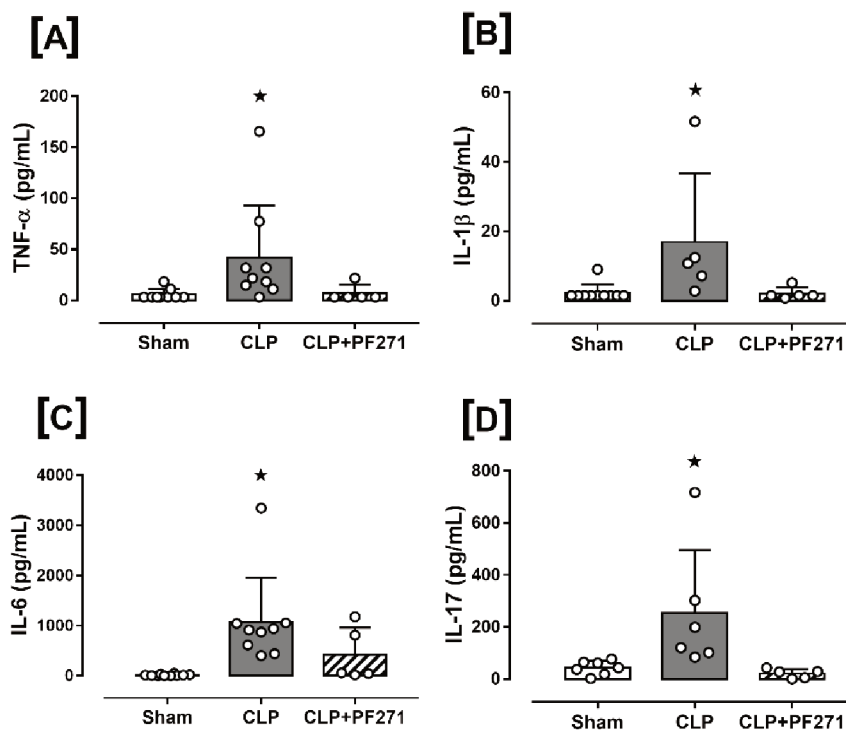 [A]
TNF-α (pg/mL)
200
150
100
50
0
Sham CLP CLP+PF271
★
[B]
IL-1β (pg/mL)
60
40
20
0
Sham CLP CLP+PF271
★
[C]
IL-6 (pg/mL)
4000
3000
2000
1000
0
Sham CLP CLP+PF271
★
[D]
IL-17 (pg/mL)
800
600
400
200
0
Sham CLP CLP+PF271
★